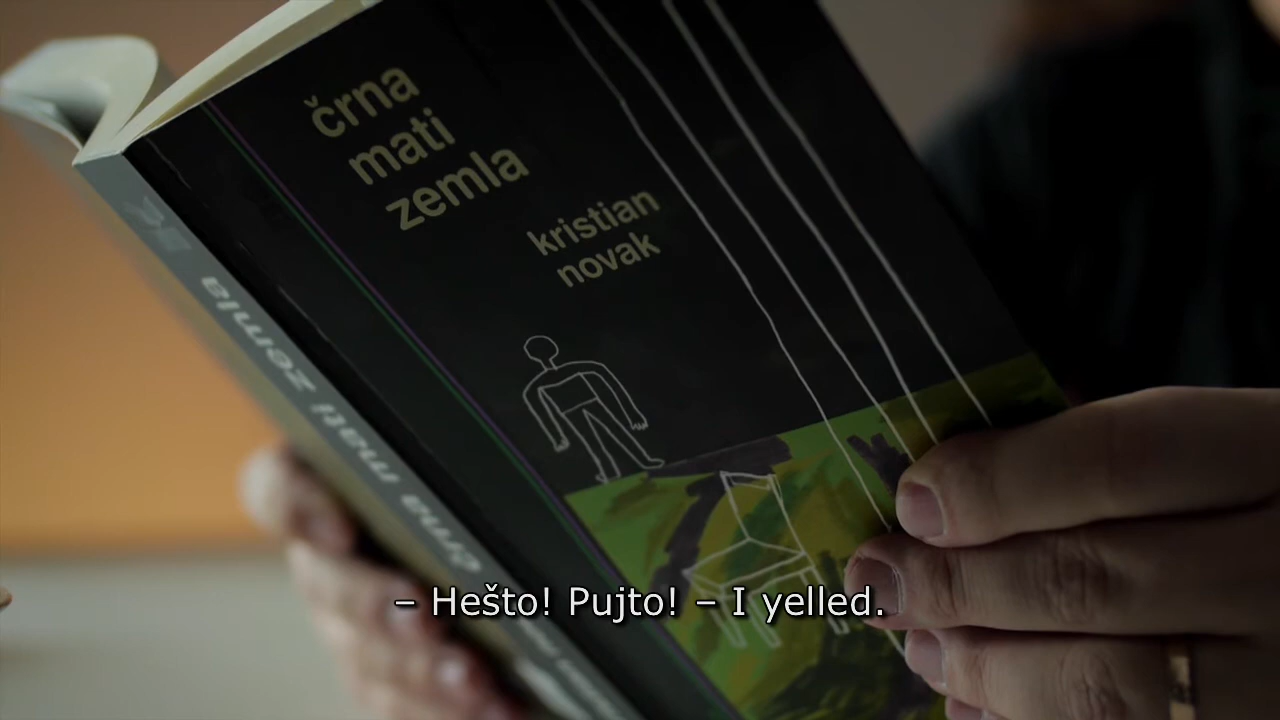 črna
mati
zemla
kristian
novak
črna mati zemla
– Hešto! Pujto! – I yelled.